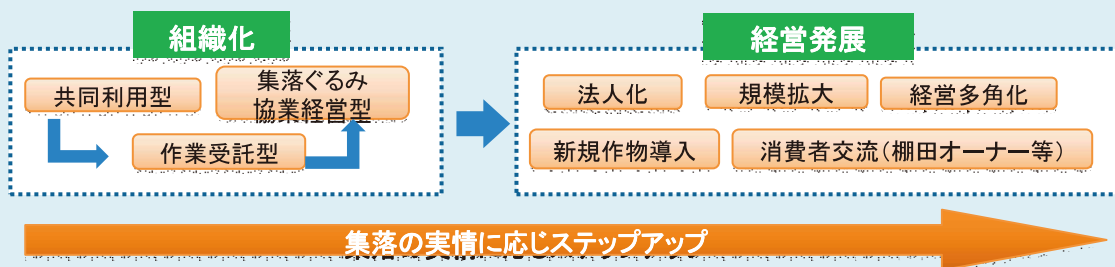 組織化
共同利用型
集落ぐるみ
協業経営型
作業受託型
経営発展
法人化
規模拡大
経営多角化
新規作物導入
消費者交流(棚田オーナー等)
集落の実情に応じステップアップ